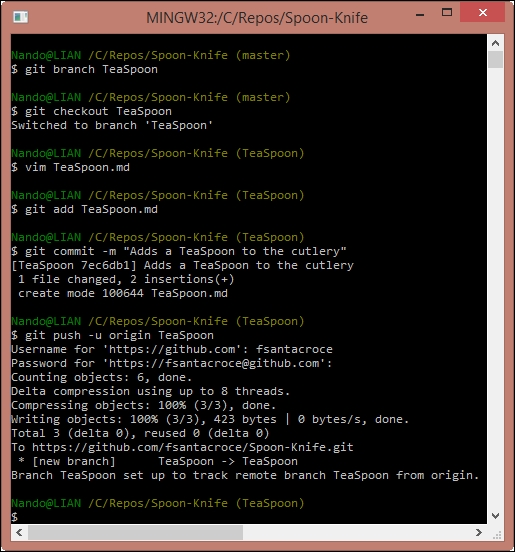 MINGW32:/C/Repos/Spoon-Knife
Nando@LIAN /C/Repos/Spoon-Knife (master)
$ git branch TeaSpoon
Nando@LIAN /C/Repos/Spoon-Knife (master)
$ git checkout TeaSpoon
Switched to branch 'TeaSpoon'
Nando@LIAN /C/Repos/Spoon-Knife (TeaSpoon)
$ vim TeaSpoon.md
Nando@LIAN /C/Repos/Spoon-Knife (TeaSpoon)
$ git add TeaSpoon.md
Nando@LIAN /C/Repos/Spoon-Knife (TeaSpoon)
$ git commit -m "Adds a TeaSpoon to the cutlery"
[TeaSpoon 7ec6db1] Adds a TeaSpoon to the cutlery
 1 file changed, 2 insertions(+)
 create mode 100644 TeaSpoon.md
Nando@LIAN /C/Repos/Spoon-Knife (TeaSpoon)
$ git push -u origin TeaSpoon
Username for 'https://github.com': fsantacroce
Password for 'https://fsantacroce@github.com':
Counting objects: 6, done.
Delta compression using up to 8 threads.
Compressing objects: 100% (3/3), done.
Writing objects: 100% (3/3), 423 bytes | 0 bytes/s, done.
Total 3 (delta 0), reused 0 (delta 0)
To https://github.com/fsantacroce/Spoon-Knife.git
 * [new branch]      TeaSpoon -> TeaSpoon
Branch TeaSpoon set up to track remote branch TeaSpoon from origin.
Nando@LIAN /C/Repos/Spoon-Knife (TeaSpoon)
$